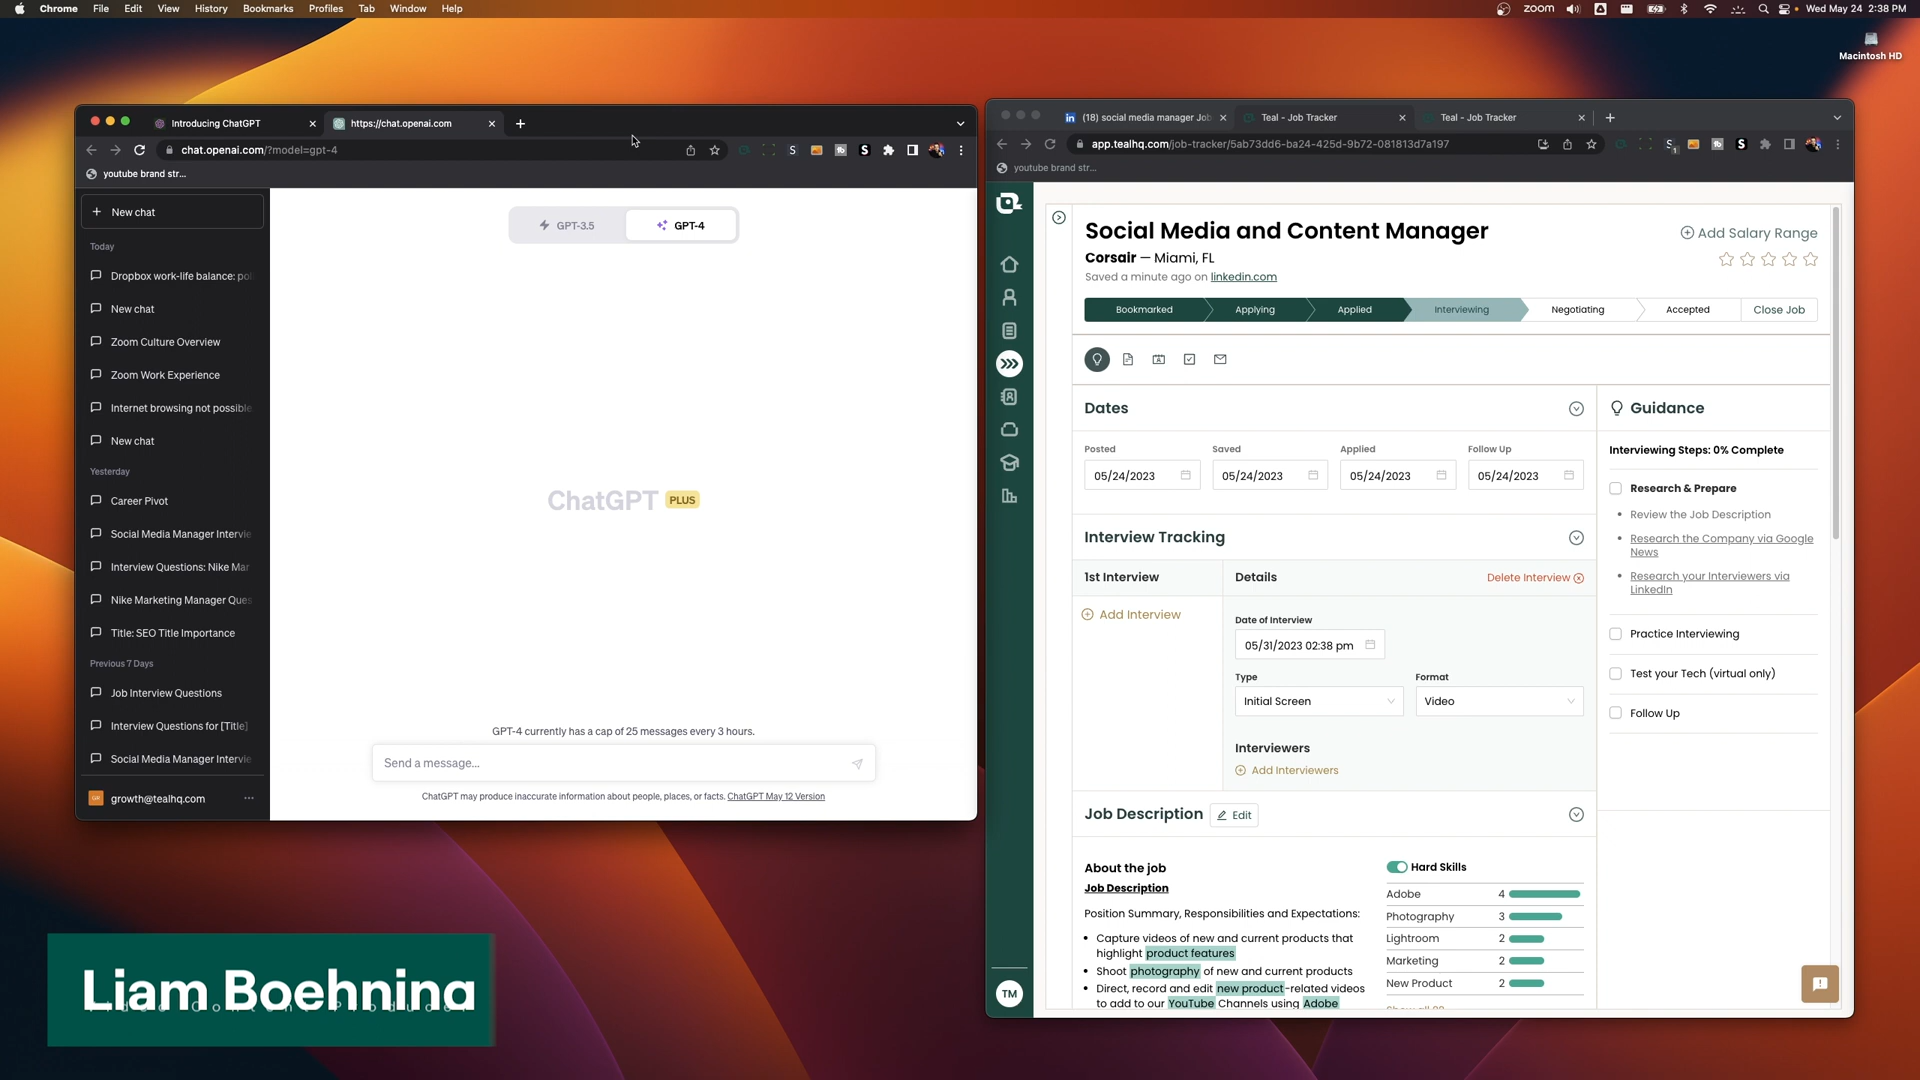 Chrome File Edit View History Bookmarks Profiles Tab Window Help
zoom Wed May 24 2:38 PM
Macintosh HD
Introducing ChatGPT
https://chat.openai.com
chat.openai.com/?model=gpt-4
youtube brand str...
New chat
Today
Dropbox work-life balance: pol
New chat
Zoom Culture Overview
Zoom Work Experience
Internet browsing not possible
New chat
Yesterday
Career Pivot
Social Media Manager Intervie
Interview Questions: Nike Mar
Nike Marketing Manager Ques
Title: SEO Title Importance
Previous 7 Days
Job Interview Questions
Interview Questions for [Title]
Social Media Manager Intervie
growth@tealhq.com
GPT-3.5
GPT-4
ChatGPT PLUS
GPT-4 currently has a cap of 25 messages every 3 hours.
Send a message...
ChatGPT may produce inaccurate information about people, places, or facts. ChatGPT May 12 Version
(18) social media manager Job
Teal - Job Tracker
Teal - Job Tracker
app.tealhq.com/job-tracker/5ab73dd6-ba24-425d-9b72-081813d7a197
youtube brand str...
Social Media and Content Manager
Add Salary Range
Corsair — Miami, FL
Saved a minute ago on linkedin.com
Bookmarked Applying Applied Interviewing Negotiating Accepted Close Job
Dates
Posted Saved Applied Follow Up
05/24/2023 05/24/2023 05/24/2023 05/24/2023
Interview Tracking
1st Interview
Details
Delete Interview
Add Interview
Date of Interview
05/31/2023 02:38 pm
Type Format
Initial Screen Video
Interviewers
Add Interviewers
Job Description Edit
About the job
Job Description
Position Summary, Responsibilities and Expectations:
• Capture videos of new and current products that
highlight product features
• Shoot photography of new and current products
• Direct, record and edit new product-related videos
to add to our YouTube Channels using Adobe
Hard Skills
Adobe 4
Photography 3
Lightroom 2
Marketing 2
New Product 2
Guidance
Interviewing Steps: 0% Complete
Research & Prepare
• Review the Job Description
• Research the Company via Google
News
• Research your Interviewers via
LinkedIn
Practice Interviewing
Test your Tech (virtual only)
Follow Up
TM
Liam Boehnina